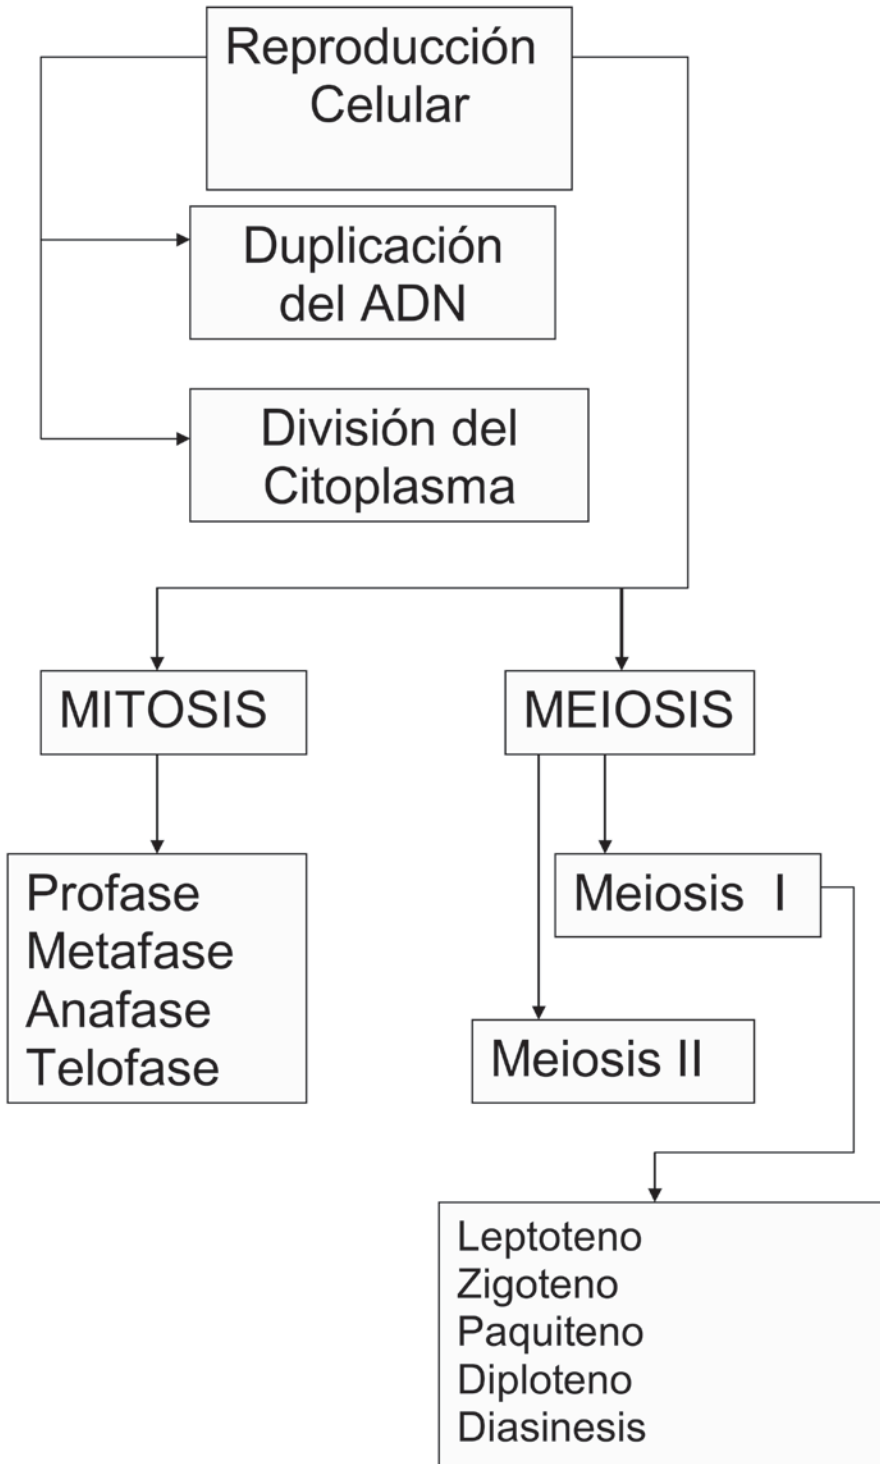 Reproducción
Celular
Duplicación
del ADN
División del
Citoplasma
MITOSIS
MEIOSIS
Profase
Metafase
Anafase
Telofase
Meiosis I
Meiosis II
Leptoteno
Zigoteno
Paquiteno
Diploteno
Diasinesis